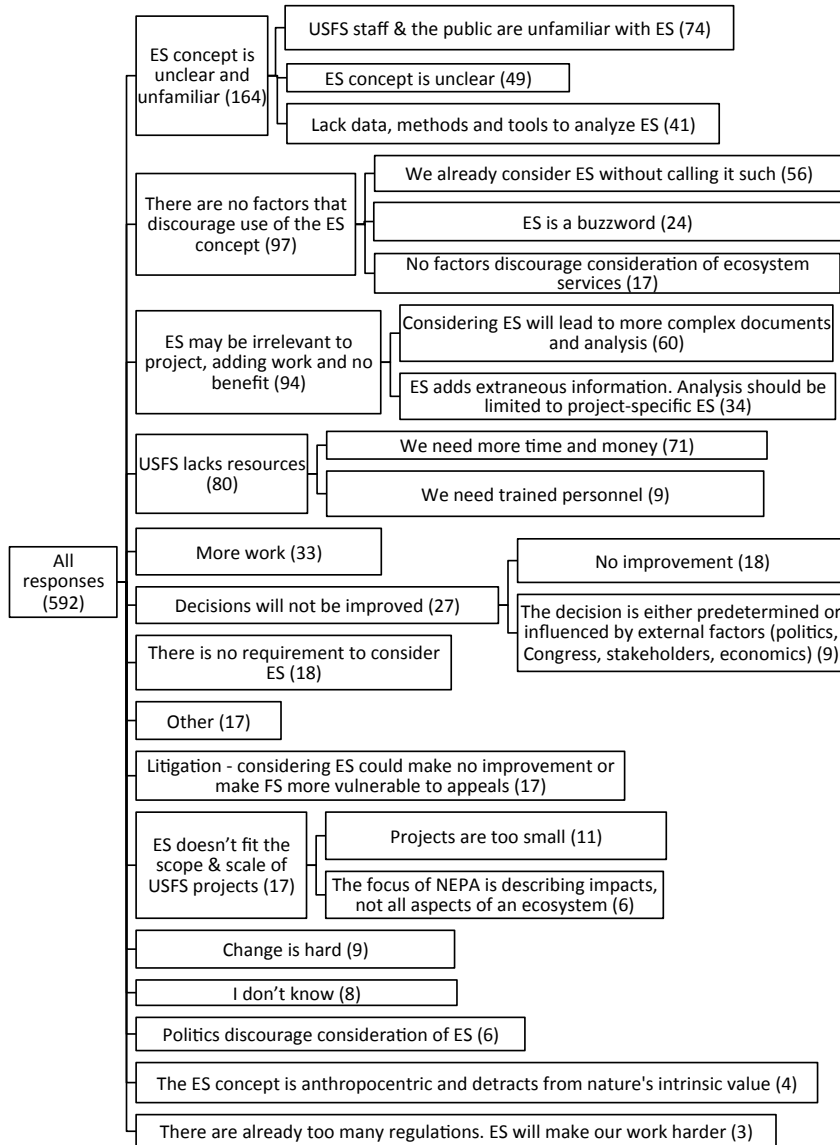 All
responses
(592)
ES concept is
unclear and
unfamiliar (164)
USFS staff & the public are unfamiliar with ES (74)
ES concept is unclear (49)
Lack data, methods and tools to analyze ES (41)
There are no factors that
discourage use of the ES
concept (97)
We already consider ES without calling it such (56)
ES is a buzzword (24)
No factors discourage consideration of ecosystem
services (17)
ES may be irrelevant to
project, adding work and no
benefit (94)
Considering ES will lead to more complex documents
and analysis (60)
ES adds extraneous information. Analysis should be
limited to project-specific ES (34)
USFS lacks resources
(80)
We need more time and money (71)
We need trained personnel (9)
More work (33)
Decisions will not be improved (27)
No improvement (18)
The decision is either predetermined or
influenced by external factors (politics,
Congress, stakeholders, economics) (9)
There is no requirement to consider
ES (18)
Other (17)
Litigation - considering ES could make no improvement or
make FS more vulnerable to appeals (17)
ES doesn’t fit the
scope & scale of
USFS projects (17)
Projects are too small (11)
The focus of NEPA is describing impacts,
not all aspects of an ecosystem (6)
Change is hard (9)
I don’t know (8)
Politics discourage consideration of ES (6)
The ES concept is anthropocentric and detracts from nature's intrinsic value (4)
There are already too many regulations. ES will make our work harder (3)